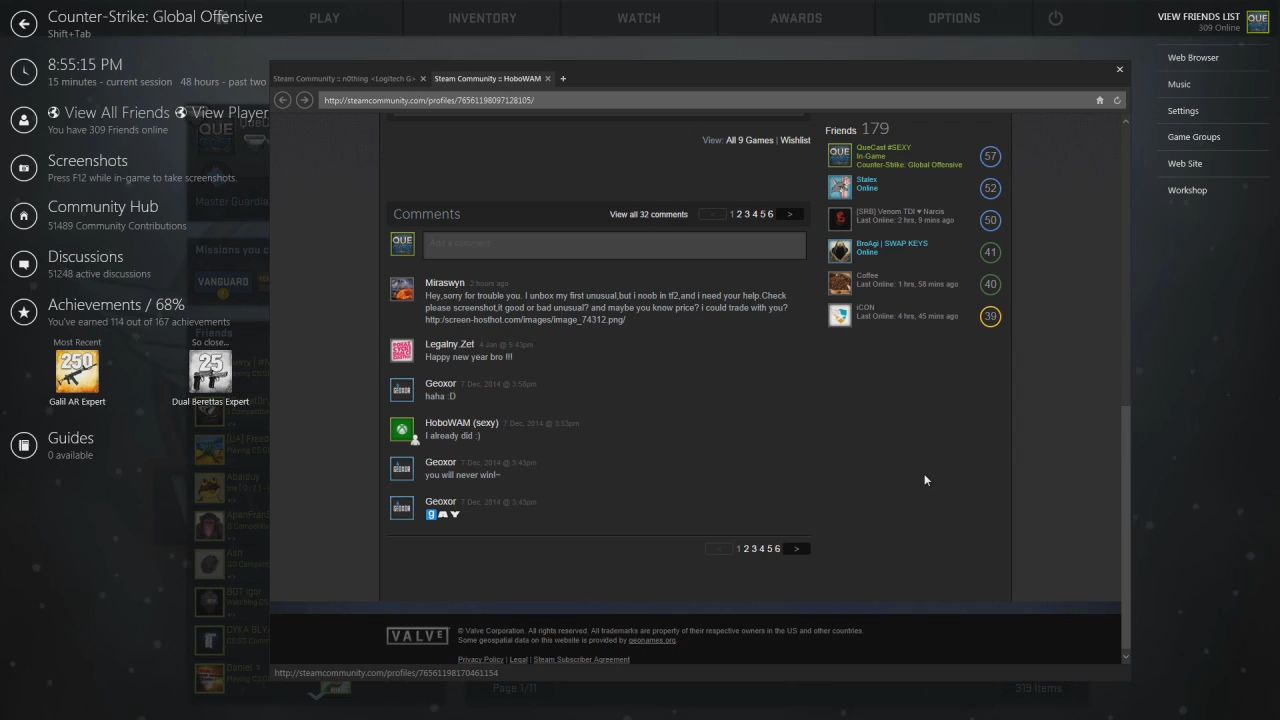 Counter-Strike: Global Offensive
Shift+Tab
8:55:15 PM
15 minutes - current session 48 hours - past two
View All Friends View Player
You have 309 Friends online
Screenshots
Press F12 while in-game to take screenshots.
Community Hub
51489 Community Contributions
Discussions
51248 active discussions
Achievements / 68%
You've earned 114 out of 167 achievements
Most Recent
So close...
250
25
Galil AR Expert
Dual Berettas Expert
Guides
0 available
PLAY
INVENTORY
WATCH
AWARDS
OPTIONS
VIEW FRIENDS LIST
309 Online
QUE
Web Browser
Music
Settings
Game Groups
Web Site
Workshop
Steam Community :: n0thing <Logitech G>
Steam Community :: HoboWAM
http://steamcommunity.com/profiles/76561198097128105/
View: All 9 Games | Wishlist
Comments
View all 32 comments
< 1 2 3 4 5 6 >
QUE
Add a comment
Miraswyn 2 hours ago
Hey,sorry for trouble you. I unbox my first unusual,but i noob in tf2,and i need your help.Check
please screenshot,it good or bad unusual? and maybe you know price? i could trade with you?
http:/screen-hosthot.com/images/image_74312.png/
Legalny.Zet 4 Jan @ 5:43pm
Happy new year bro !!!
Geoxor 7 Dec, 2014 @ 3:58pm
haha :D
HoboWAM (sexy) 7 Dec, 2014 @ 3:53pm
I already did :)
Geoxor 7 Dec, 2014 @ 3:43pm
you will never win!~
Geoxor 7 Dec, 2014 @ 3:43pm
< 1 2 3 4 5 6 >
Friends 179
QueCast #SEXY
In-Game
Counter-Strike: Global Offensive
57
Stalex
Online
52
[SRB] Venom TDI ♥ Narcis
Last Online: 2 hrs, 9 mins ago
50
BroAgi | SWAP KEYS
Online
41
Coffee
Last Online: 1 hrs, 58 mins ago
40
iCON
Last Online: 4 hrs, 45 mins ago
39
VALVE
© Valve Corporation. All rights reserved. All trademarks are property of their respective owners in the US and other countries.
Some geospatial data on this website is provided by geonames.org.
Privacy Policy | Legal | Steam Subscriber Agreement
http://steamcommunity.com/profiles/76561198170461154
Master Guardian
Missions you c
VANGUARD
Friends
BOT Igor
CYKA BLY
Page 1/11
319 Items